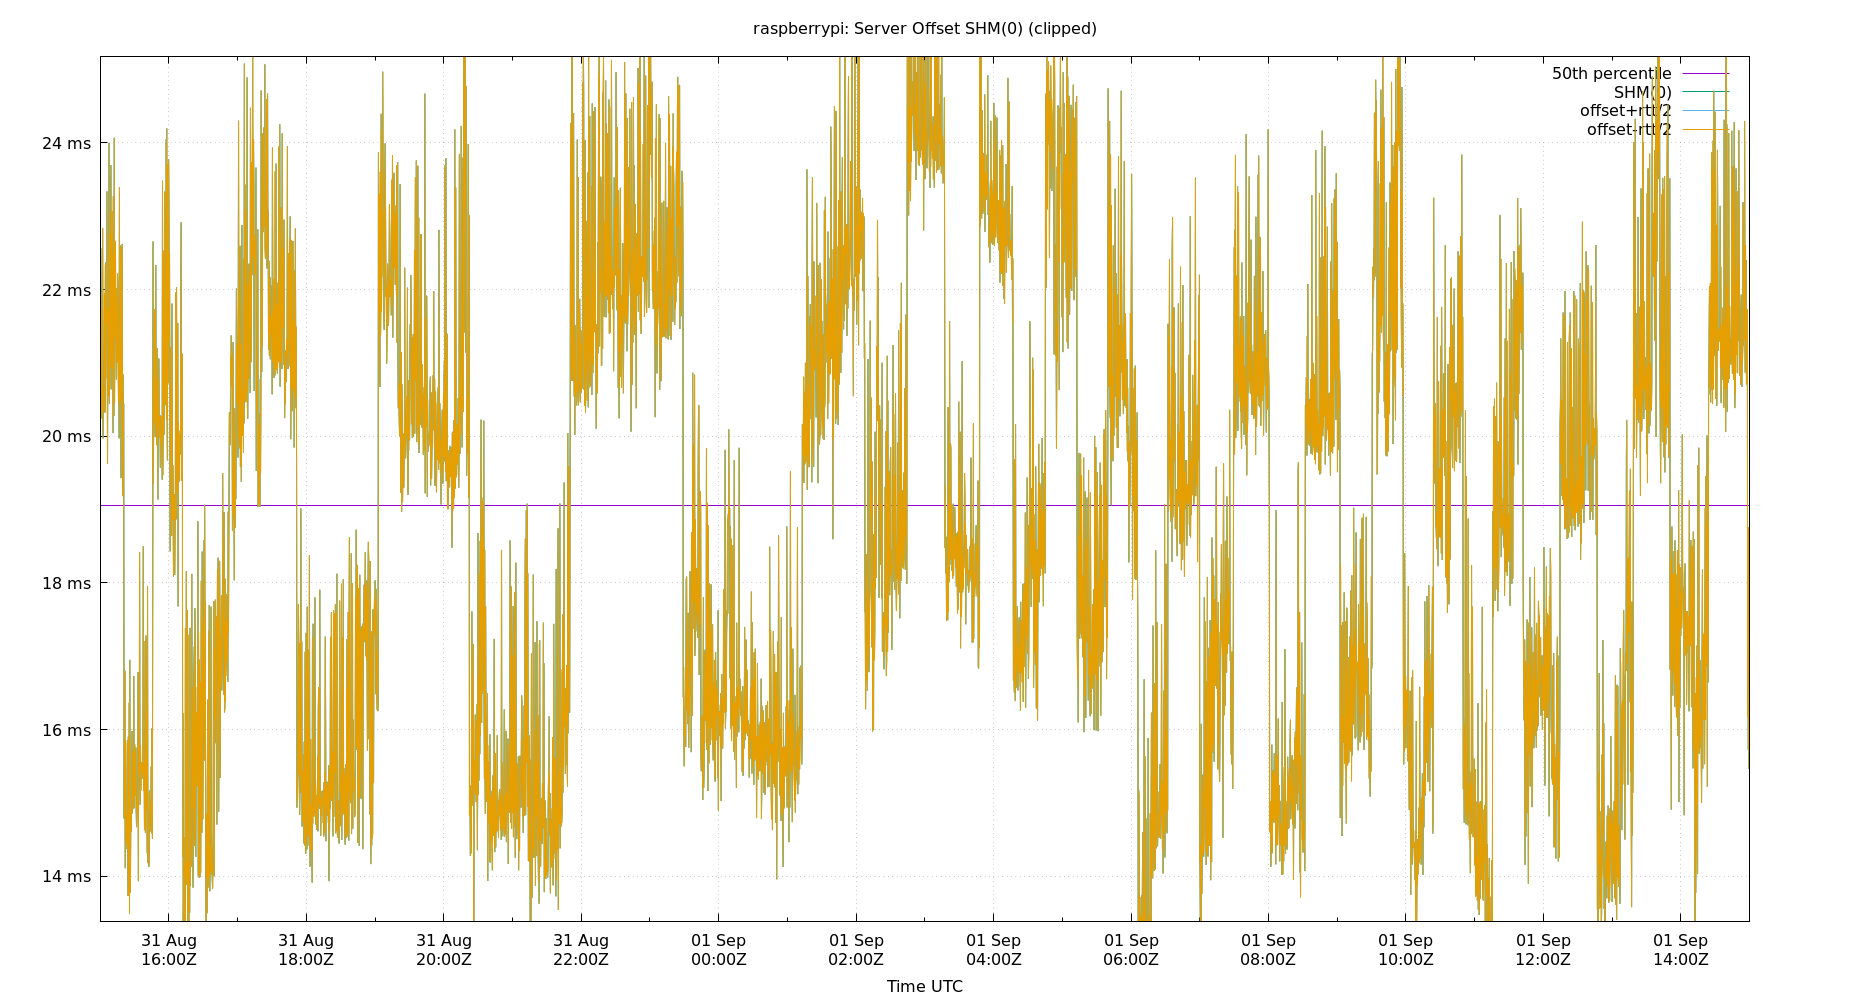 raspberrypi: Server Offset SHM(0) (clipped)
50th percentile
SHM(0)
offset+rtt/2
offset-rtt/2
24 ms
22 ms
20 ms
18 ms
16 ms
14 ms
31 Aug 31 Aug 31 Aug 31 Aug 01 Sep 01 Sep 01 Sep 01 Sep 01 Sep 01 Sep 01 Sep 01 Sep
16:00Z 18:00Z 20:00Z 22:00Z 00:00Z 02:00Z 04:00Z 06:00Z 08:00Z 10:00Z 12:00Z 14:00Z
Time UTC